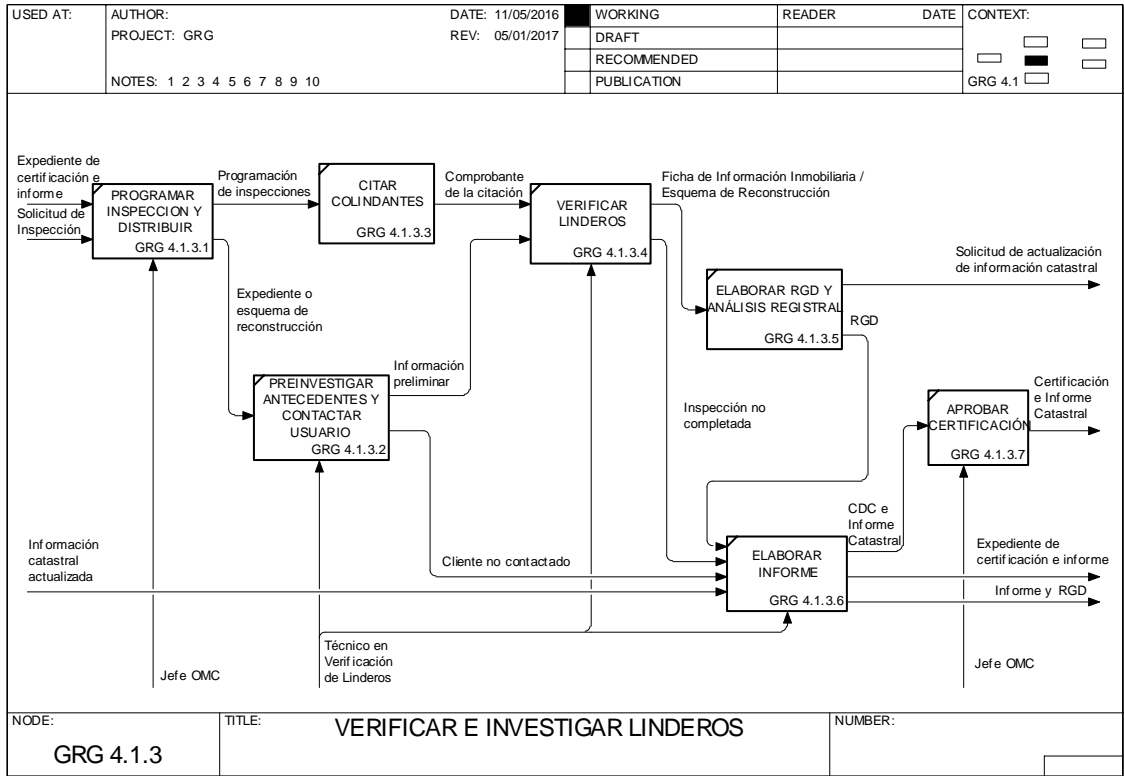 USED AT:
AUTHOR:
DATE: 11/05/2016
PROJECT: GRG
REV: 05/01/2017
NOTES: 1 2 3 4 5 6 7 8 9 10
WORKING
DRAFT
RECOMMENDED
PUBLICATION
READER
DATE
CONTEXT:
GRG 4.1
Expediente de
certificación e
informe
Solicitud de
Inspección
PROGRAMAR
INSPECCION Y
DISTRIBUIR
GRG 4.1.3.1
Programación
de inspecciones
CITAR
COLINDANTES
GRG 4.1.3.3
Comprobante
de la citación
VERIFICAR
LINDEROS
GRG 4.1.3.4
Ficha de Información Inmobiliaria /
Esquema de Reconstrucción
Solicitud de actualización
de información catastral
ELABORAR RGD Y
ANÁLISIS REGISTRAL
GRG 4.1.3.5
RGD
Expediente o
esquema de
reconstrucción
Información
preliminar
PREINVESTIGAR
ANTECEDENTES Y
CONTACTAR
USUARIO
GRG 4.1.3.2
Inspección no
completada
Certificación
e Informe
Catastral
APROBAR
CERTIFICACIÓN
GRG 4.1.3.7
CDC e
Informe
Catastral
Información
catastral
actualizada
Cliente no contactado
ELABORAR
INFORME
GRG 4.1.3.6
Expediente de
certificación e informe
Informe y RGD
Jefe OMC
Técnico en
Verificación
de Linderos
Jefe OMC
NODE:
GRG 4.1.3
TITLE:
VERIFICAR E INVESTIGAR LINDEROS
NUMBER: